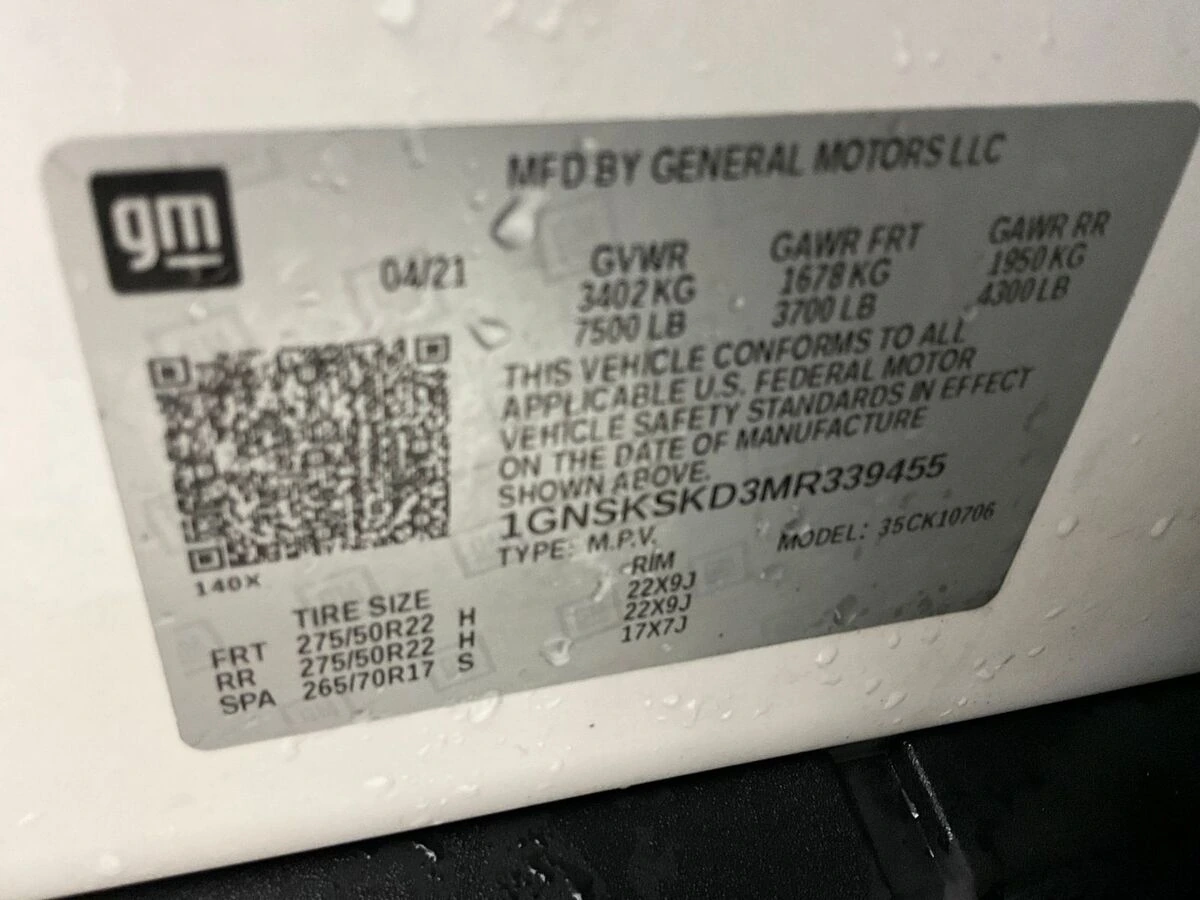 gm
MFD BY GENERAL MOTORS LLC
04/21
GVWR GAWR FRT GAWR RR
3402 KG 1678 KG 1950 KG
7500 LB 3700 LB 4300 LB
THIS VEHICLE CONFORMS TO ALL
APPLICABLE U.S. FEDERAL MOTOR
VEHICLE SAFETY STANDARDS IN EFFECT
ON THE DATE OF MANUFACTURE
SHOWN ABOVE.
1GNSKSKD3MR339455
TYPE: M.P.V. MODEL: 35CK10706
140X
TIRE SIZE RIM
FRT 275/50R22 H 22X9J
RR 275/50R22 H 22X9J
SPA 265/70R17 S 17X7J